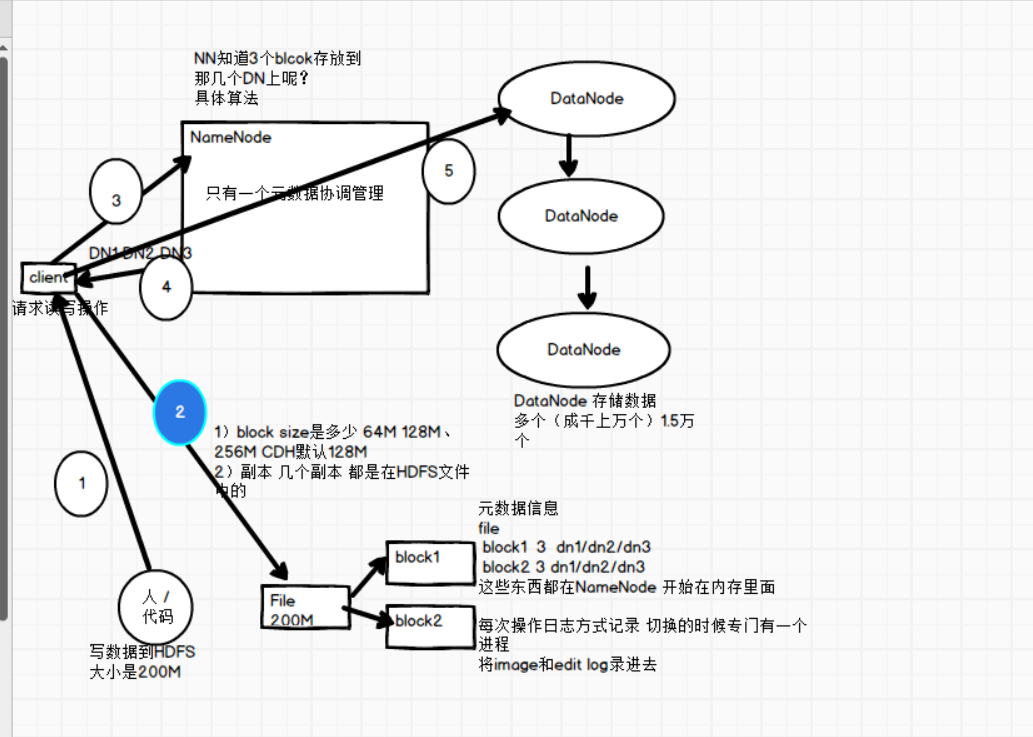 NN知道3个blcok存放到
那几个DN上呢?
具体算法
NameNode
只有一个元数据协调管理
3
5
DN1 DN2 DN3
client
4
请求读写操作
DataNode
DataNode
DataNode
DataNode 存储数据
多个(成千上万个)1.5万
个
2
1)block size是多少 64M 128M、
256M CDH默认128M
2)副本 几个副本 都是在HDFS文件
中的
1
人 /
代码
写数据到HDFS
大小是200M
File
200M
block1
block2
元数据信息
file
block1 3 dn1/dn2/dn3
block2 3 dn1/dn2/dn3
这些东西都在NameNode 开始在内存里面
每次操作日志方式记录 切换的时候专门有一个
进程
将image和edit log录进去